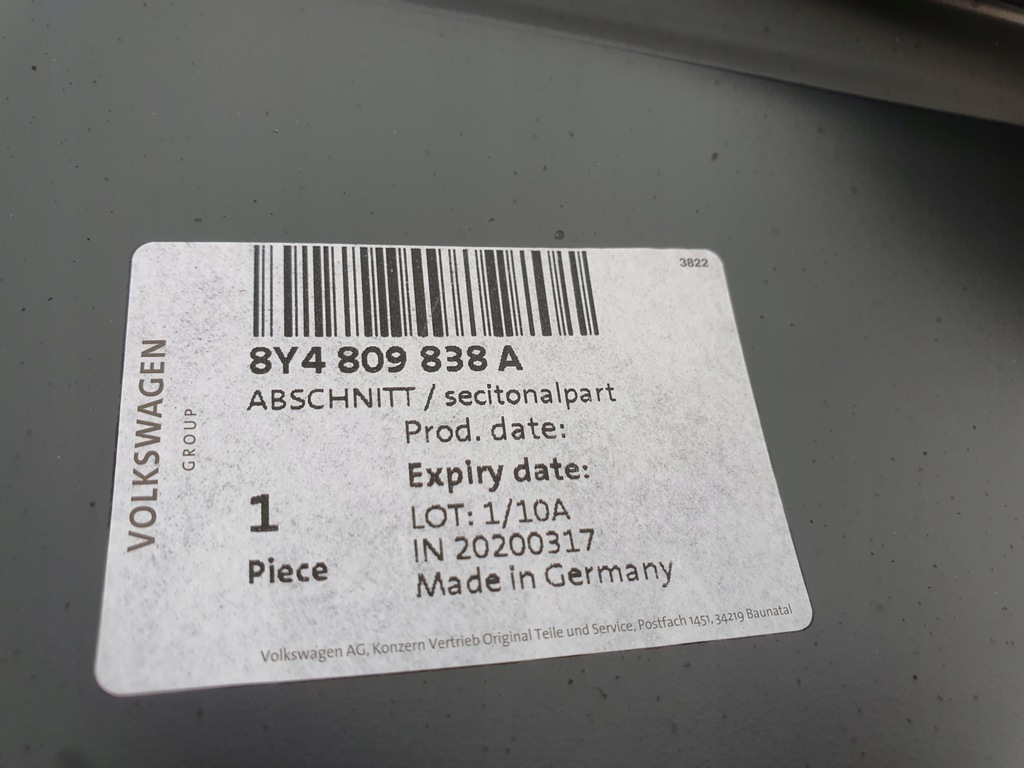 3822
8Y4 809 838 A
ABSCHNITT / secitonalpart
Prod. date:
Expiry date:
1
LOT: 1/10A
IN 20200317
Piece
Made in Germany
VOLKSWAGEN
GROUP
Volkswagen AG, Konzern Vertrieb Original Teile und Service, Postfach 1451, 34219 Baunatal